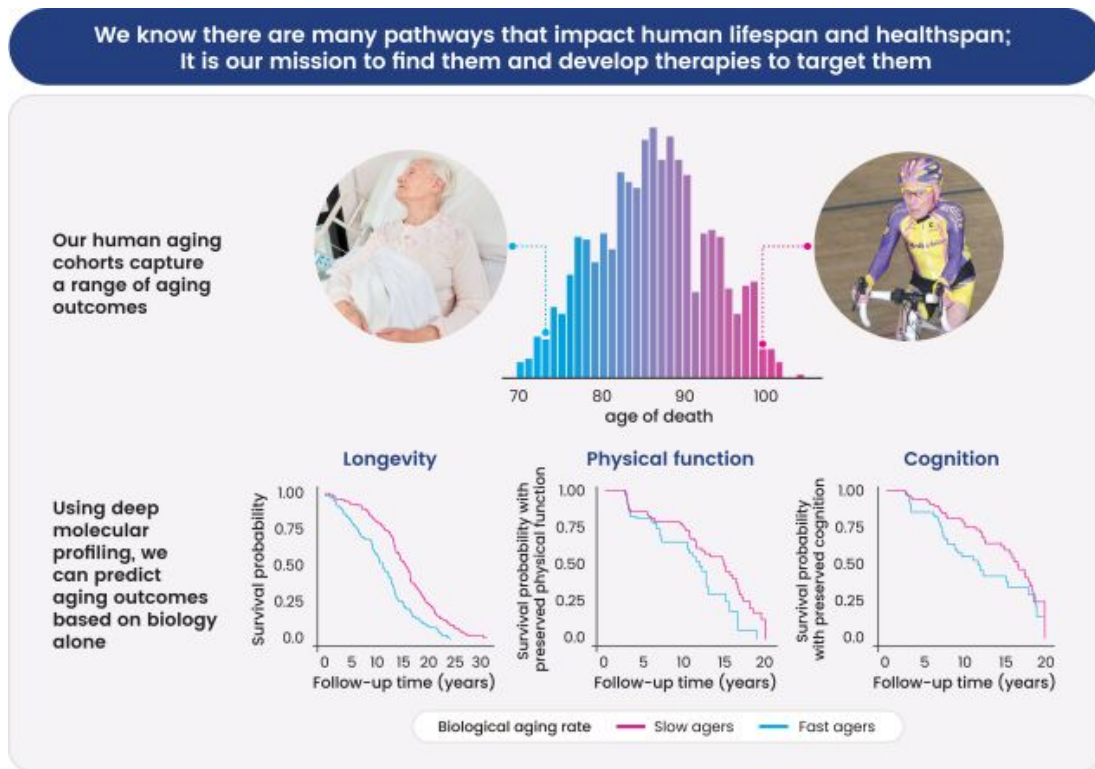 We know there are many pathways that impact human lifespan and healthspan;
It is our mission to find them and develop therapies to target them
Our human aging
cohorts capture
a range of aging
outcomes
70
80
90
100
age of death
Using deep
molecular
profiling, we
can predict
aging outcomes
based on biology
alone
Longevity
Survival probability
1.00
0.75
0.50
0.25
0.0
0 5 10 15 20 25 30
Follow-up time (years)
Physical function
Survival probability with
preserved physical function
1.00
0.75
0.50
0.25
0.0
0 5 10 15 20
Follow-up time (years)
Cognition
Survival probability
with preserved cognition
1.00
0.75
0.50
0.25
0.0
0 5 10 15 20
Follow-up time (years)
Biological aging rate Slow agers Fast agers